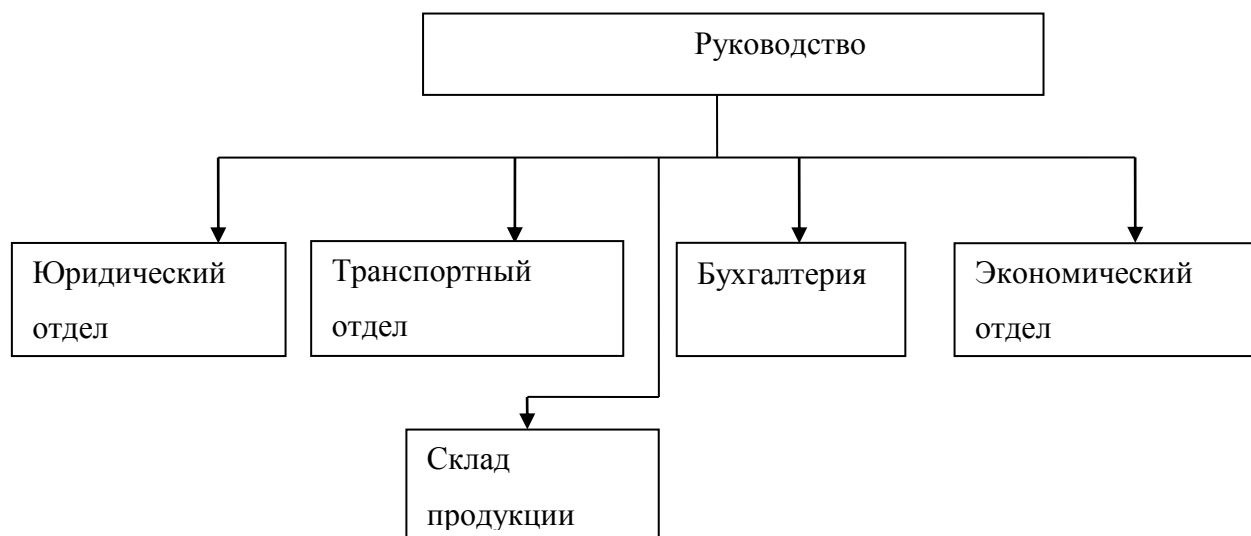 Руководство
Юридический
отдел
Транспортный
отдел
Бухгалтерия
Экономический
отдел
Склад
продукции